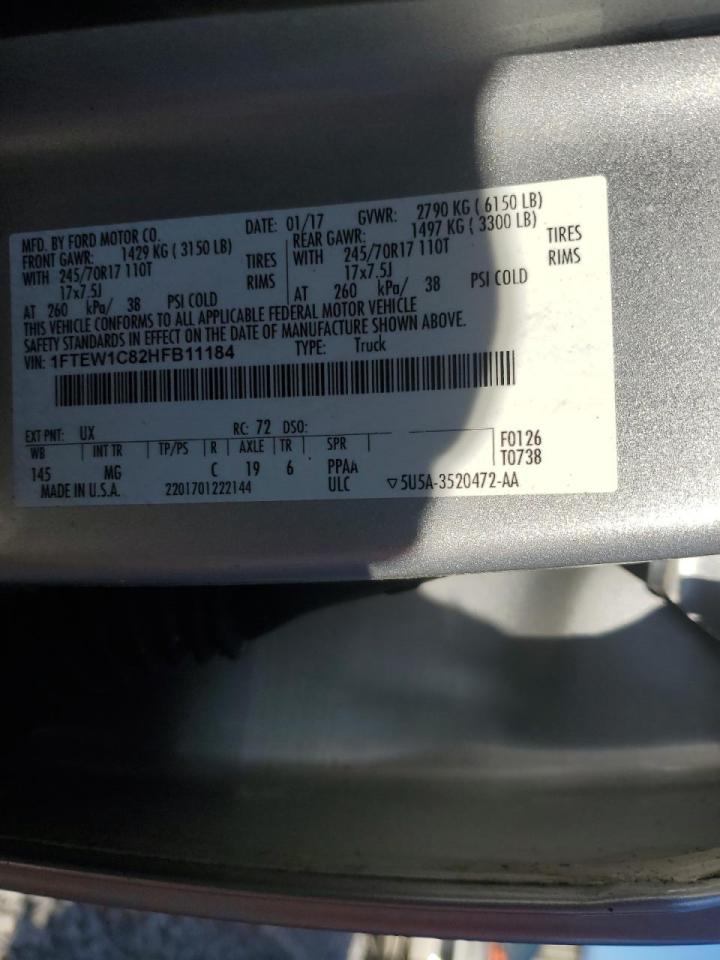 MFD. BY FORD MOTOR CO.
DATE: 01/17 GVWR: 2790 KG ( 6150 LB)
FRONT GAWR: 1429 KG ( 3150 LB) REAR GAWR: 1497 KG ( 3300 LB)
WITH 245/70R17 110T TIRES WITH 245/70R17 110T TIRES
17x7.5J RIMS 17x7.5J RIMS
AT 260 kPa/ 38 PSI COLD AT 260 kPa/ 38 PSI COLD
THIS VEHICLE CONFORMS TO ALL APPLICABLE FEDERAL MOTOR VEHICLE
SAFETY STANDARDS IN EFFECT ON THE DATE OF MANUFACTURE SHOWN ABOVE.
VIN: 1FTEW1C82HFB11184 TYPE: Truck
EXT PNT: UX RC: 72 DSO:
WB INT TR TP/PS R AXLE TR SPR F0126
145 MG C 19 6 PPAA T0738
MADE IN U.S.A. 2201701222144 ULC ▽5U5A-3520472-AA